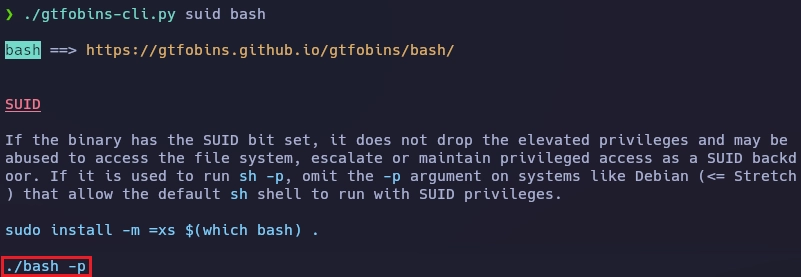 ❯ ./gtfobins-cli.py suid bash
bash ==> https://gtfobins.github.io/gtfobins/bash/
SUID
If the binary has the SUID bit set, it does not drop the elevated privileges and may be
abused to access the file system, escalate or maintain privileged access as a SUID backd
oor. If it is used to run sh -p, omit the -p argument on systems like Debian (<= Stretch
) that allow the default sh shell to run with SUID privileges.
sudo install -m =xs $(which bash) .
./bash -p